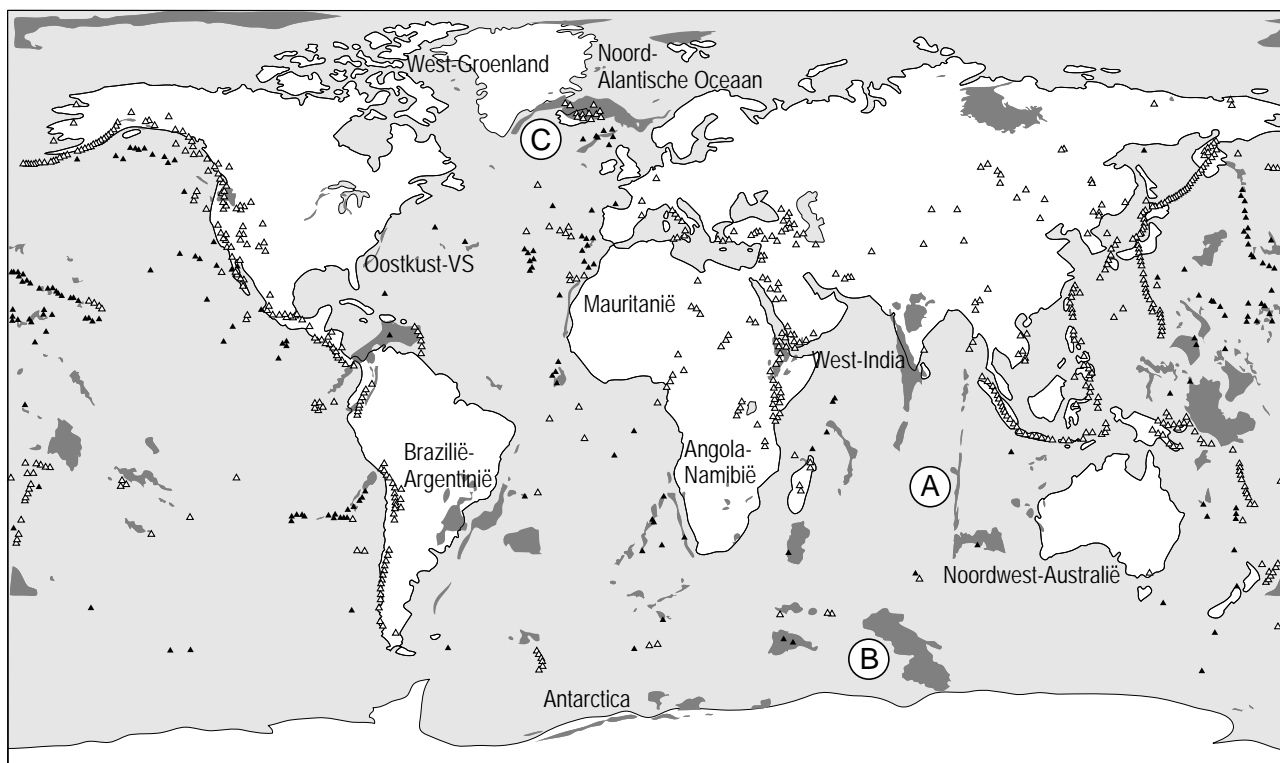 West-Groenland
Noord-
Alantische Oceaan
C
Oostkust-VS
Mauritanië
West-India
Brazilië-
Argentinië
Angola-
Namibië
A
Noordwest-Australië
B
Antarctica